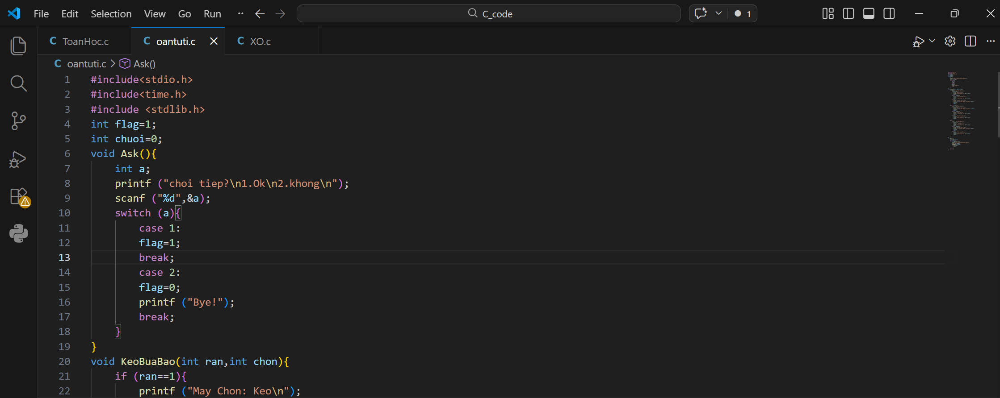 File Edit Selection View Go Run ··
C_code
1
C ToanHoc.c
C oantuti.c
C XO.c
C oantuti.c > Ask()
1 #include<stdio.h>
2 #include<time.h>
3 #include <stdlib.h>
4 int flag=1;
5 int chuoi=0;
6 void Ask(){
7 int a;
8 printf ("choi tiep?\n1.Ok\n2.khong\n");
9 scanf ("%d",&a);
10 switch (a){
11 case 1:
12 flag=1;
13 break;
14 case 2:
15 flag=0;
16 printf ("Bye!");
17 break;
18 }
19 }
20 void KeoBuaBao(int ran,int chon){
21 if (ran==1){
22 printf ("May Chon: Keo\n");